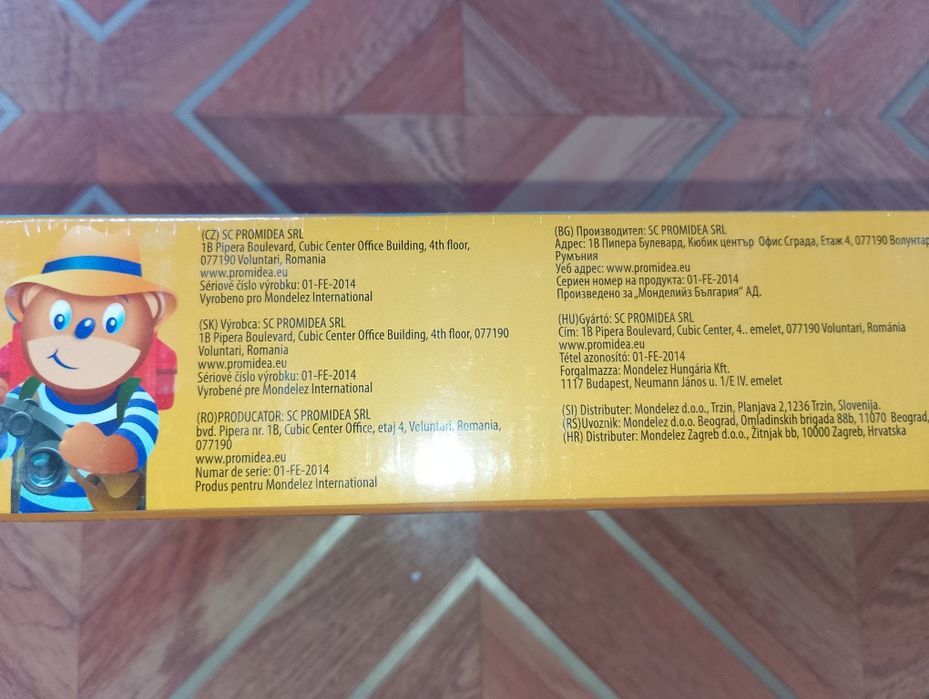 (CZ) SC PROMIDEA SRL
1B Pipera Boulevard, Cubic Center Office Building, 4th floor,
077190 Voluntari, Romania
www.promidea.eu
Sériové číslo výrobku: 01-FE-2014
Vyrobeno pro Mondelez International
(SK) Výrobca: SC PROMIDEA SRL
1B Pipera Boulevard, Cubic Center Office Building, 4th floor, 077190
Voluntari, Romania
www.promidea.eu
Sériové číslo výrobku: 01-FE-2014
Vyrobené pre Mondelez International
(RO)PRODUCATOR: SC PROMIDEA SRL
bvd. Pipera nr. 1B, Cubic Center Office, etaj 4, Voluntari, Romania,
077190
www.promidea.eu
Numar de serie: 01-FE-2014
Produs pentru Mondelez International
(BG) Производител: SC PROMIDEA SRL
Адрес: 1В Пипера Булевард, Кюбик център Офис Сграда, Етаж 4, 077190 Волунтар
Румъния
Уеб адрес: www.promidea.eu
Сериен номер на продукта: 01-FE-2014
Произведено за „Монделийз България“ АД.
(HU)Gyártó: SC PROMIDEA SRL
Cím: 1B Pipera Boulevard, Cubic Center, 4.. emelet, 077190 Voluntari, Románia
www.promidea.eu
Tétel azonosító: 01-FE-2014
Forgalmazza: Mondelez Hungária Kft.
1117 Budapest, Neumann János u. 1/E IV. emelet
(SI) Distributer: Mondelez d.o.o., Trzin, Planjava 2,1236 Trzin, Slovenija.
(RS)Uvoznik: Mondelez d.o.o. Beograd, Omladinskih brigada 88b, 11070 Beograd,
(HR) Distributer: Mondelez Zagreb d.o.o., Žitnjak bb, 10000 Zagreb, Hrvatska